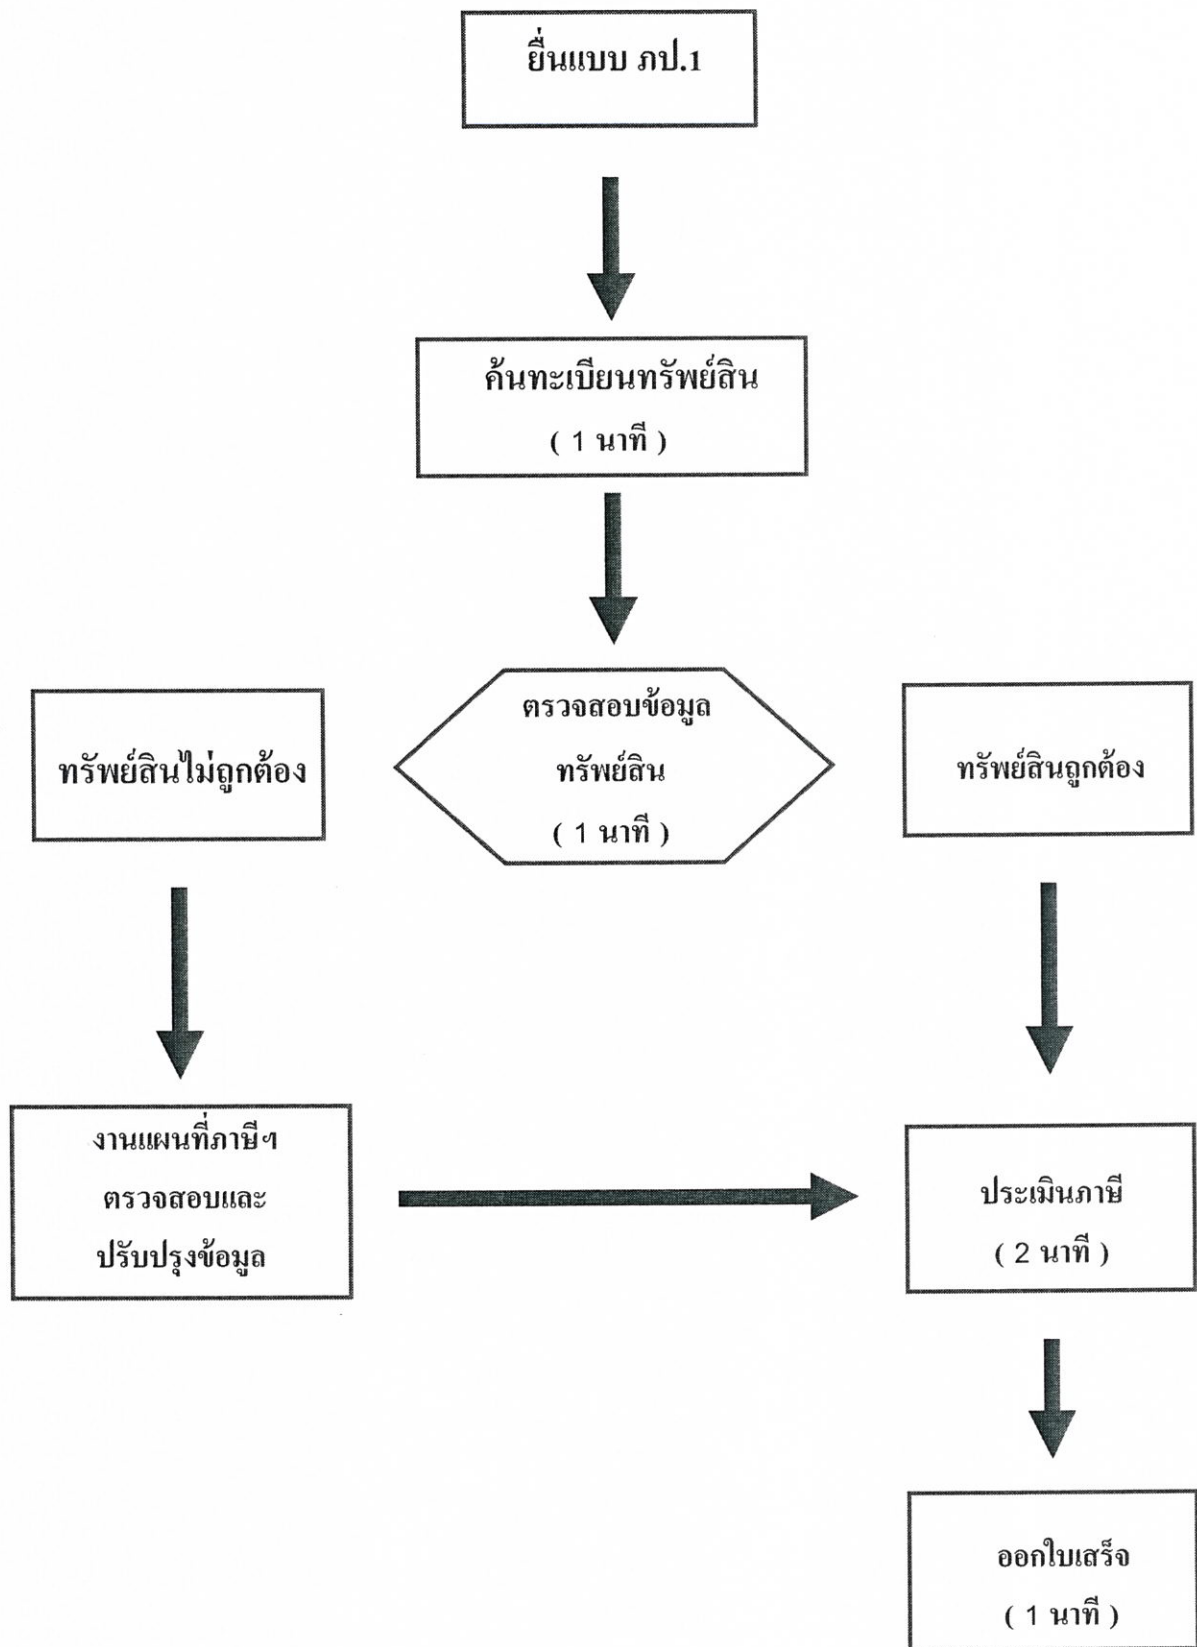 ยื่นแบบ ภป.1
ค้นทะเบียนทรัพย์สิน
( 1 นาที )
ตรวจสอบข้อมูล
ทรัพย์สิน
( 1 นาที )
ทรัพย์สินไม่ถูกต้อง
ทรัพย์สินถูกต้อง
งานแผนที่ภาษีฯ
ตรวจสอบและ
ปรับปรุงข้อมูล
ประเมินภาษี
( 2 นาที )
ออกใบเสร็จ
( 1 นาที )